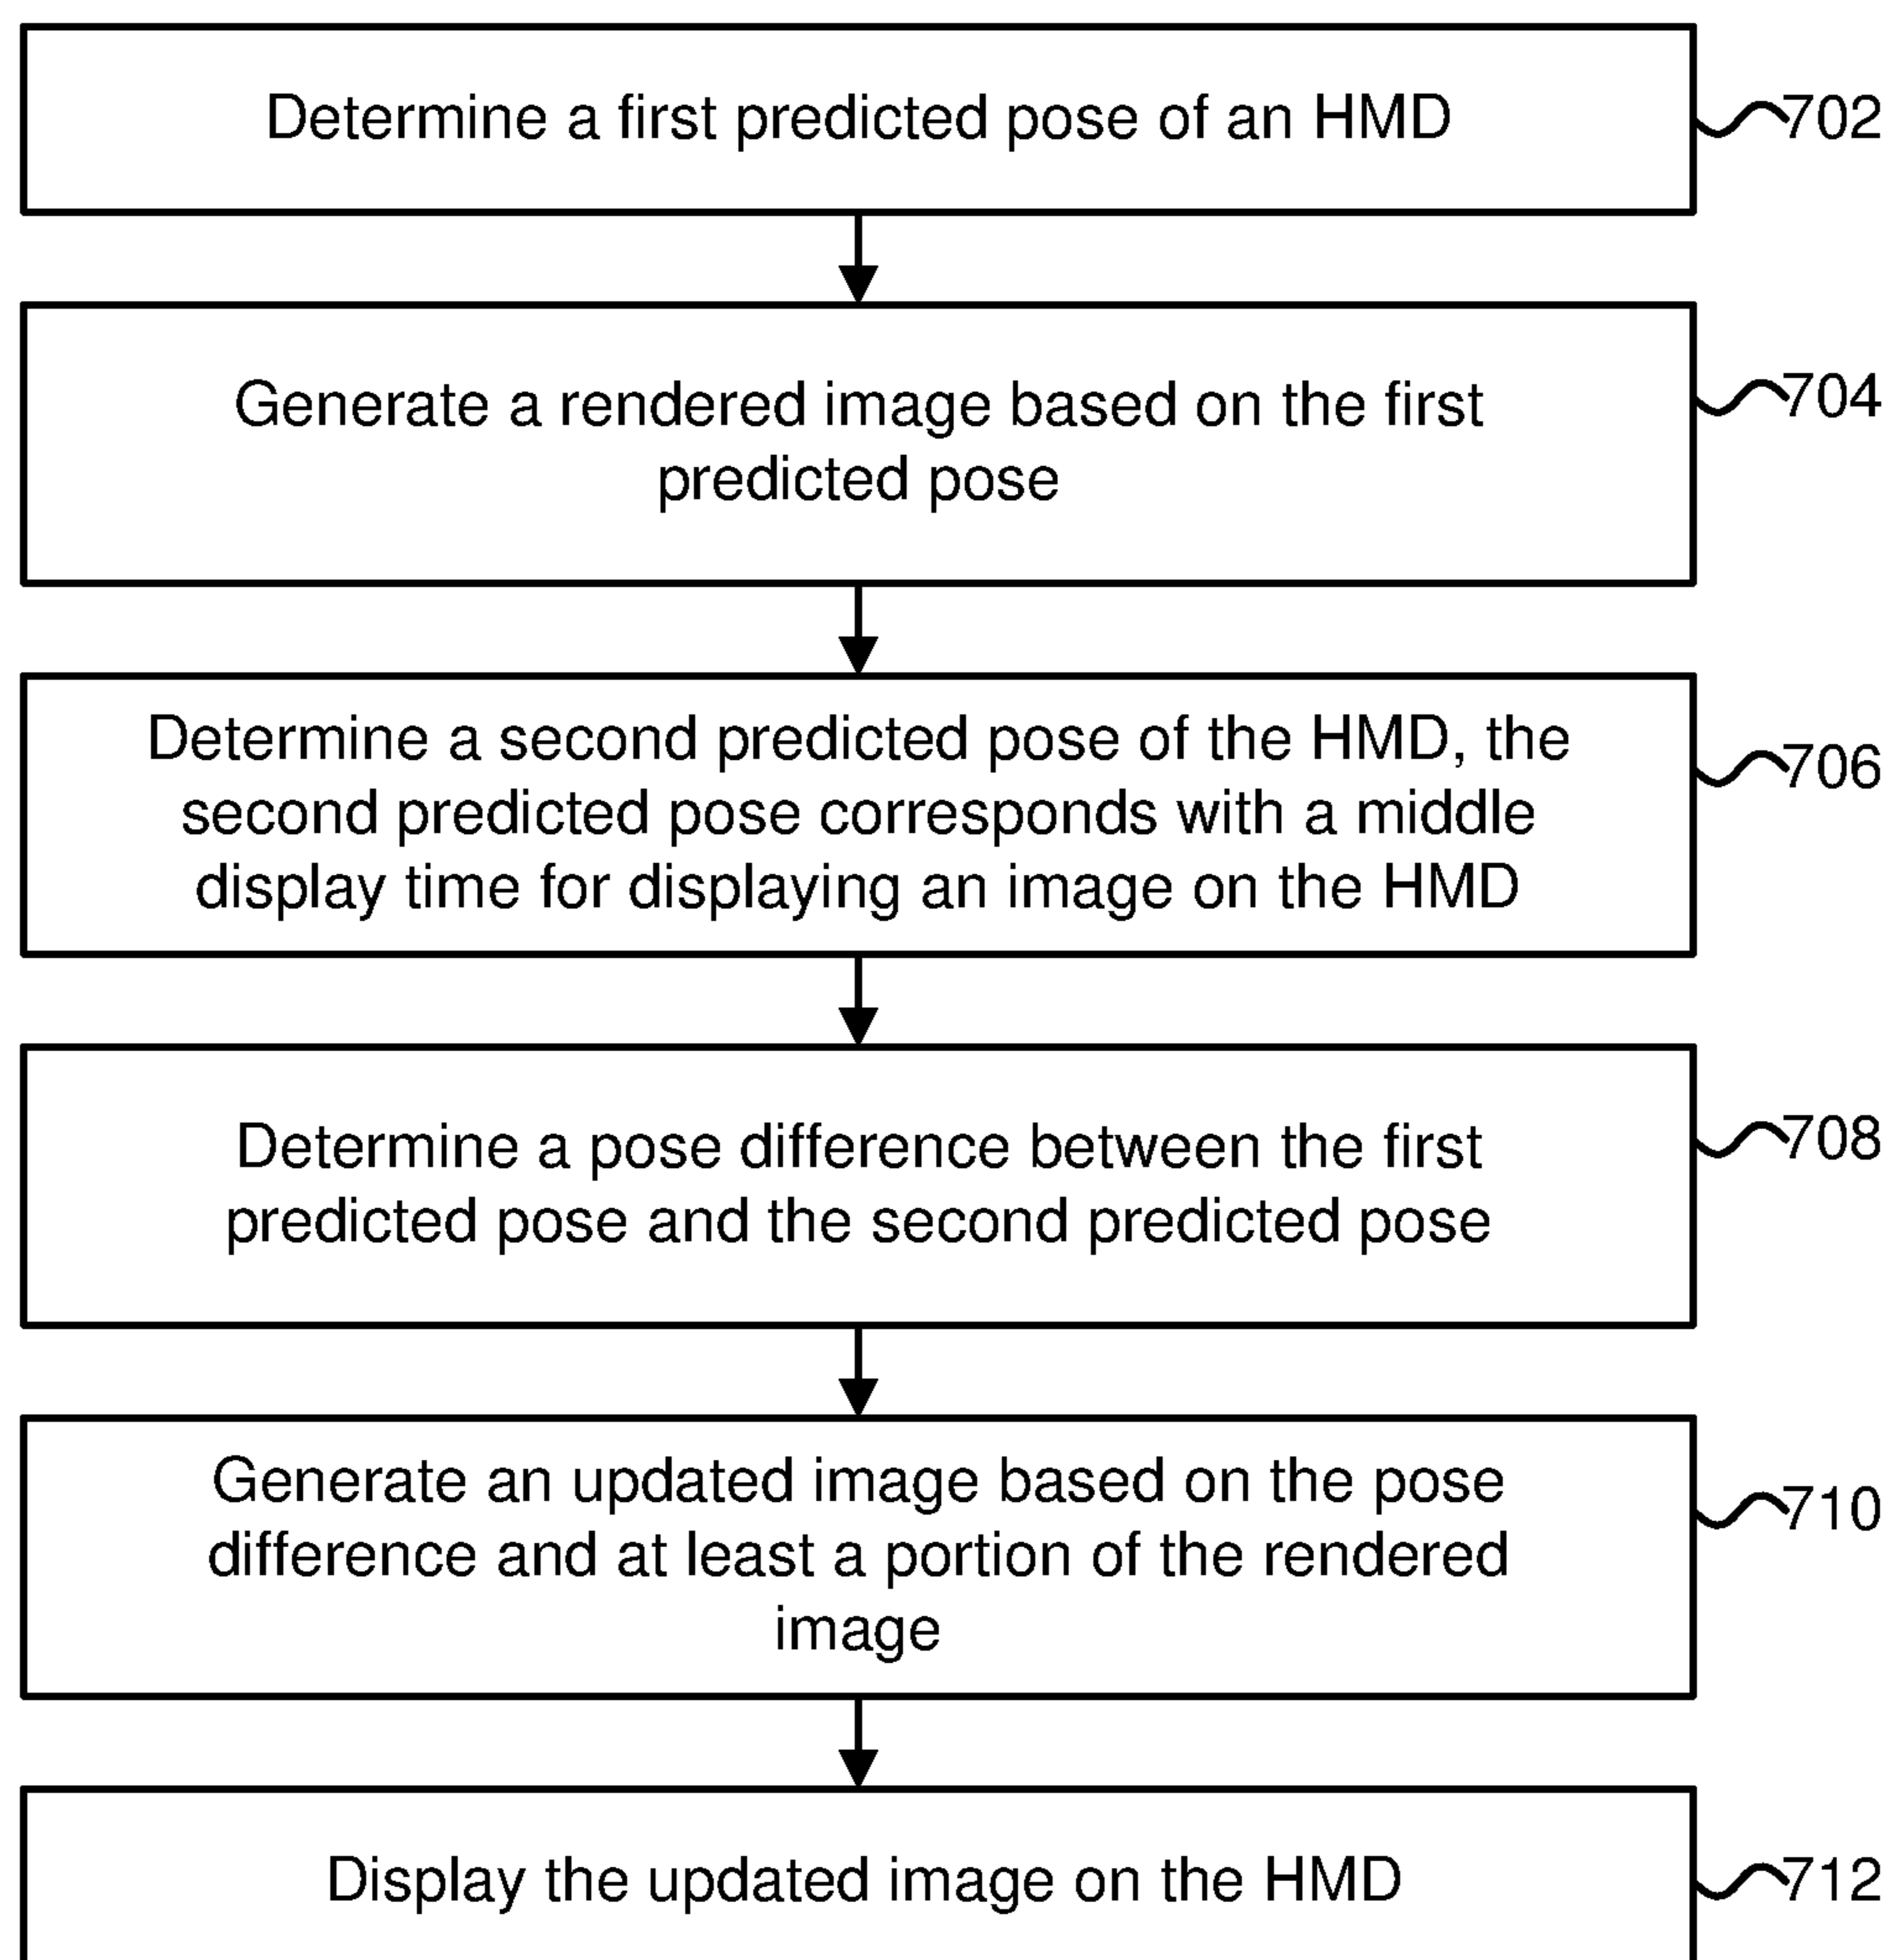 Determine a first predicted pose of an HMD
702
Generate a rendered image based on the first
predicted pose
704
Determine a second predicted pose of the HMD, the
second predicted pose corresponds with a middle
display time for displaying an image on the HMD
706
Determine a pose difference between the first
predicted pose and the second predicted pose
708
Generate an updated image based on the pose
difference and at least a portion of the rendered
image
710
Display the updated image on the HMD
712